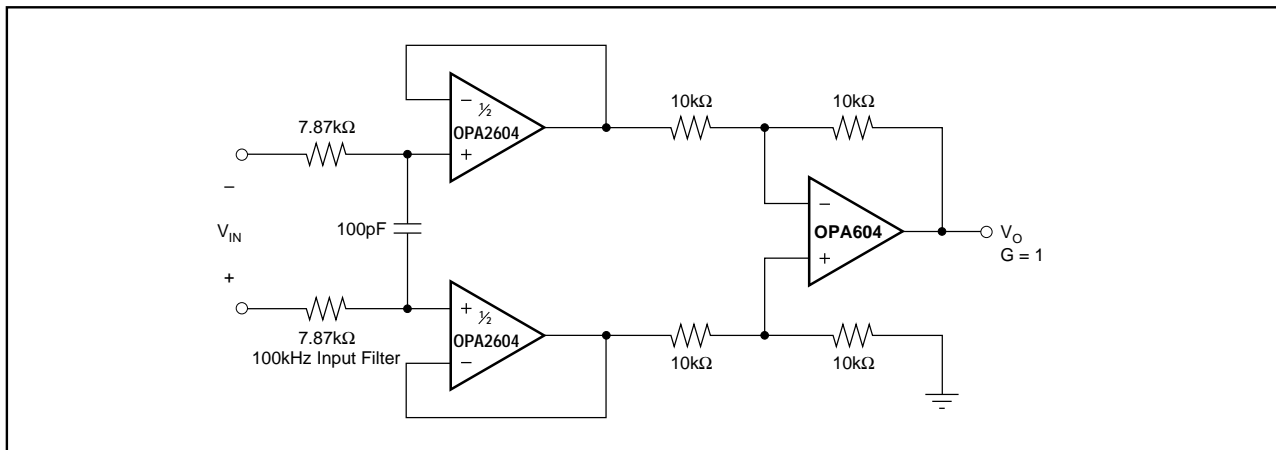 10kΩ
10kΩ
−
½
OPA2604
+
7.87kΩ
−
V_IN
+
100pF
−
OPA604
+
V_O
G = 1
+
½
OPA2604
−
7.87kΩ
100kHz Input Filter
10kΩ
10kΩ